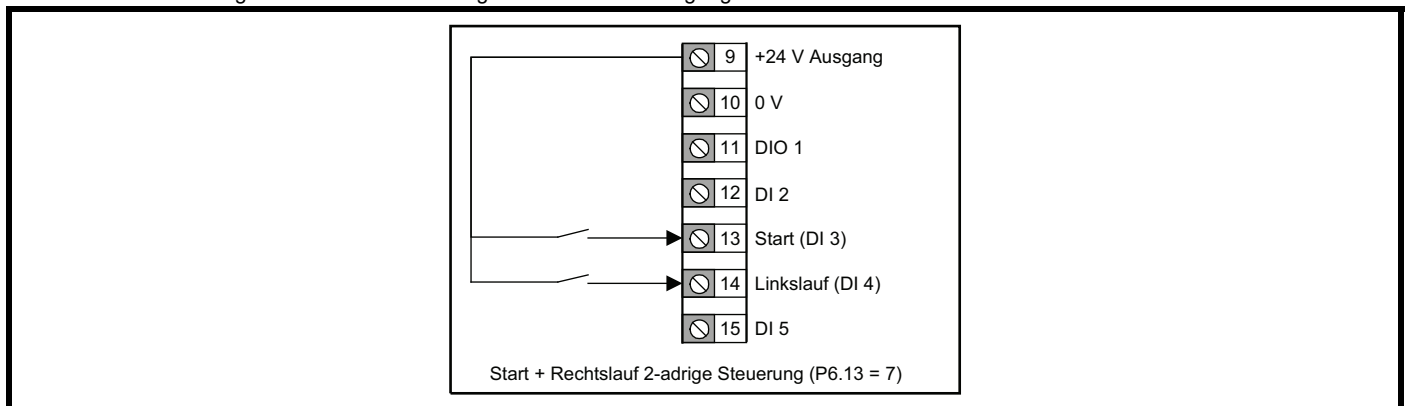 9 +24 V Ausgang
10 0 V
11 DIO 1
12 DI 2
13 Start (DI 3)
14 Linkslauf (DI 4)
15 DI 5
Start + Rechtslauf 2-adrige Steuerung (P6.13 = 7)